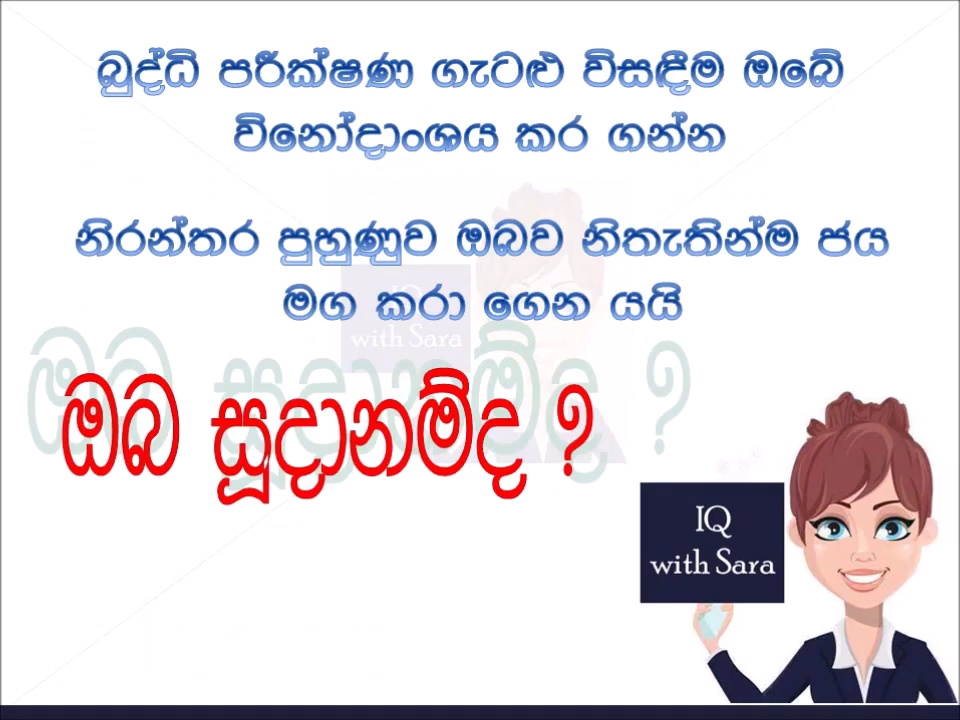 බුද්ධි පරීක්ෂණ ගැටළු විසඳීම ඔබේ
විනෝදාංශය කර ගන්න
නිරන්තර පුහුණුව ඔබව නිතැතින්ම ජය
මග කරා ගෙන යයි
ඔබ සූදානම්ද ?
IQ
with Sara